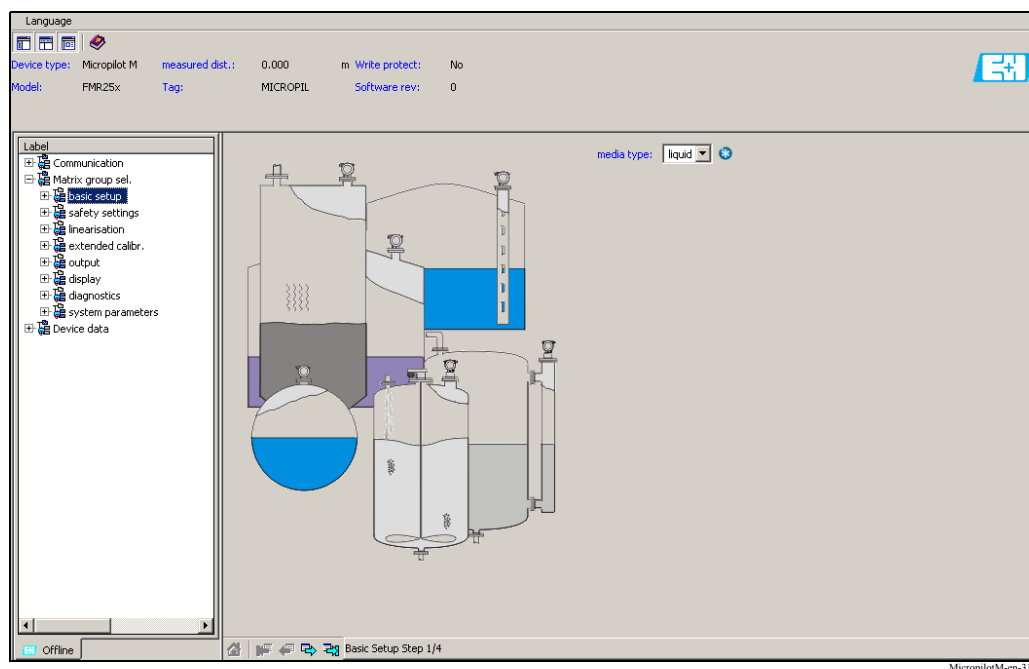 Language
Device type: Micropilot M measured dist.: 0.000 m Write protect: No
Model: FMR25x Tag: MICROPIL Software rev: 0
E+H
Label
Communication
Matrix group sel.
basic setup
safety settings
linearisation
extended calibr.
output
display
diagnostics
system parameters
Device data
media type: liquid
Offline
Basic Setup Step 1/4